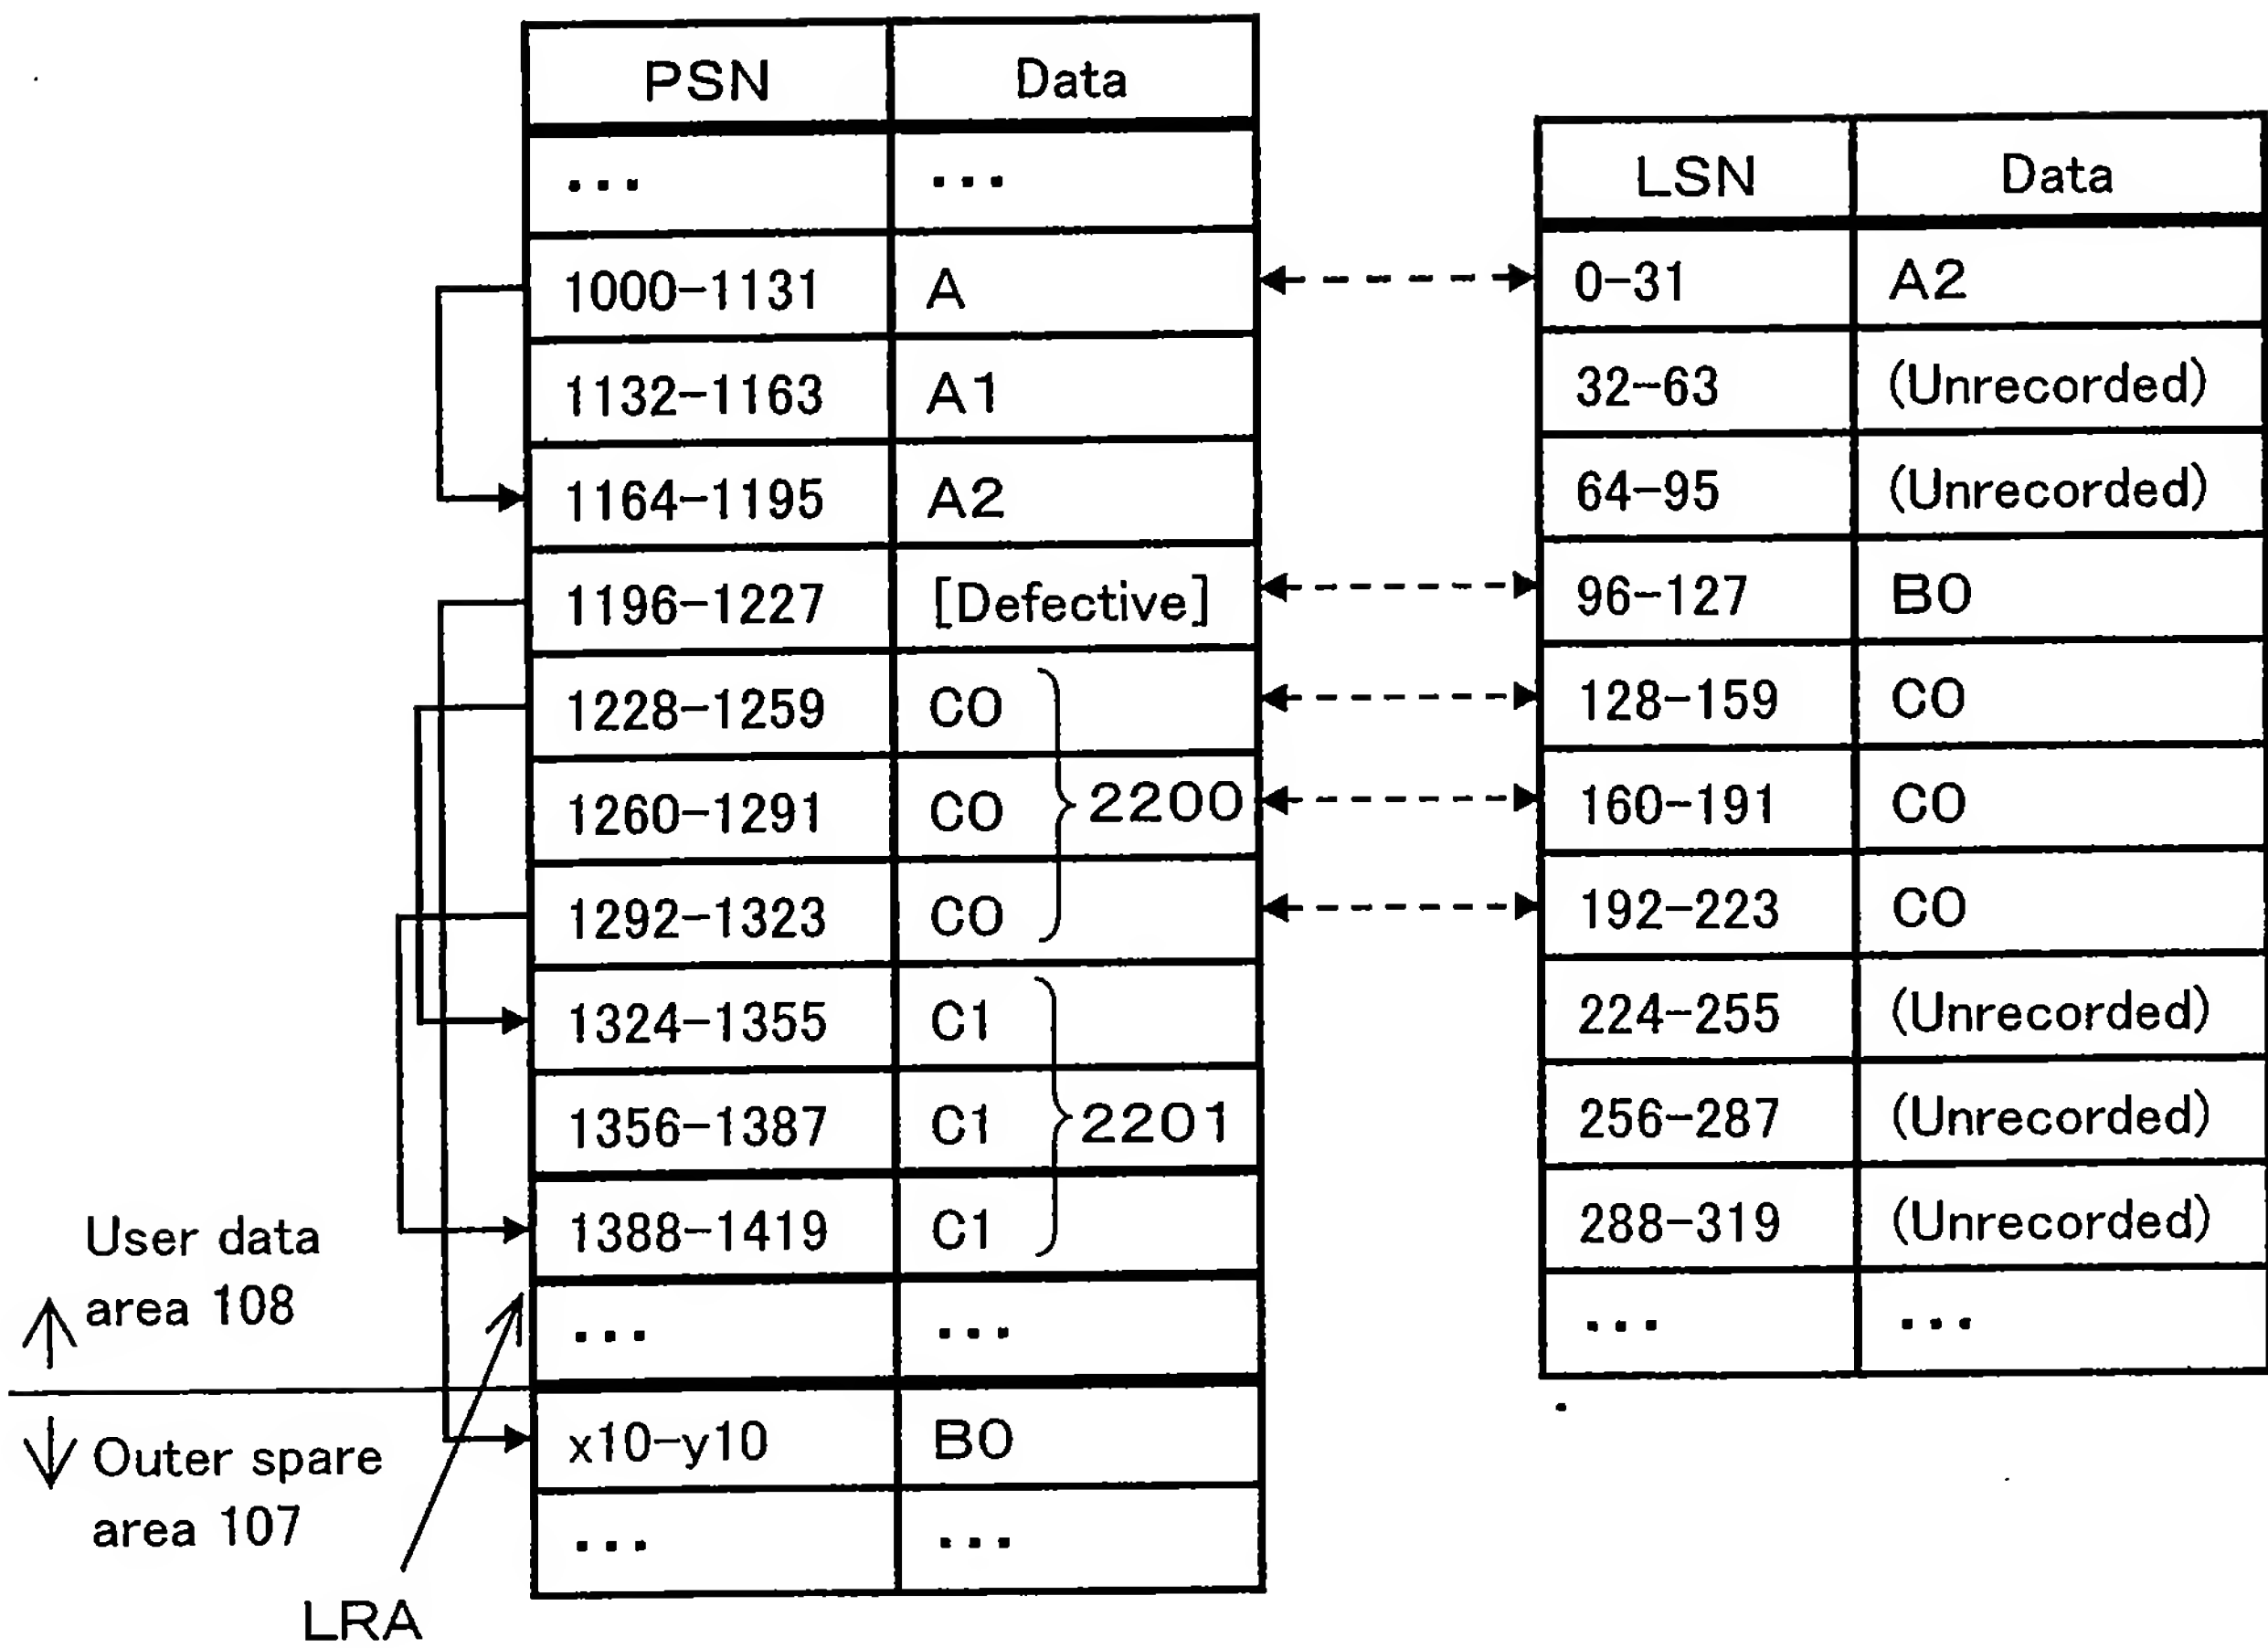 PSN Data
... ...
1000-1131 A
1132-1163 A1
1164-1195 A2
1196-1227 [Defective]
1228-1259 C0
1260-1291 C0 2200
1292-1323 C0
1324-1355 C1
1356-1387 C1 2201
1388-1419 C1
... ...
x10-y10 B0
... ...
LSN Data
0-31 A2
32-63 (Unrecorded)
64-95 (Unrecorded)
96-127 B0
128-159 C0
160-191 C0
192-223 C0
224-255 (Unrecorded)
256-287 (Unrecorded)
288-319 (Unrecorded)
... ...
User data
area 108
Outer spare
area 107
LRA